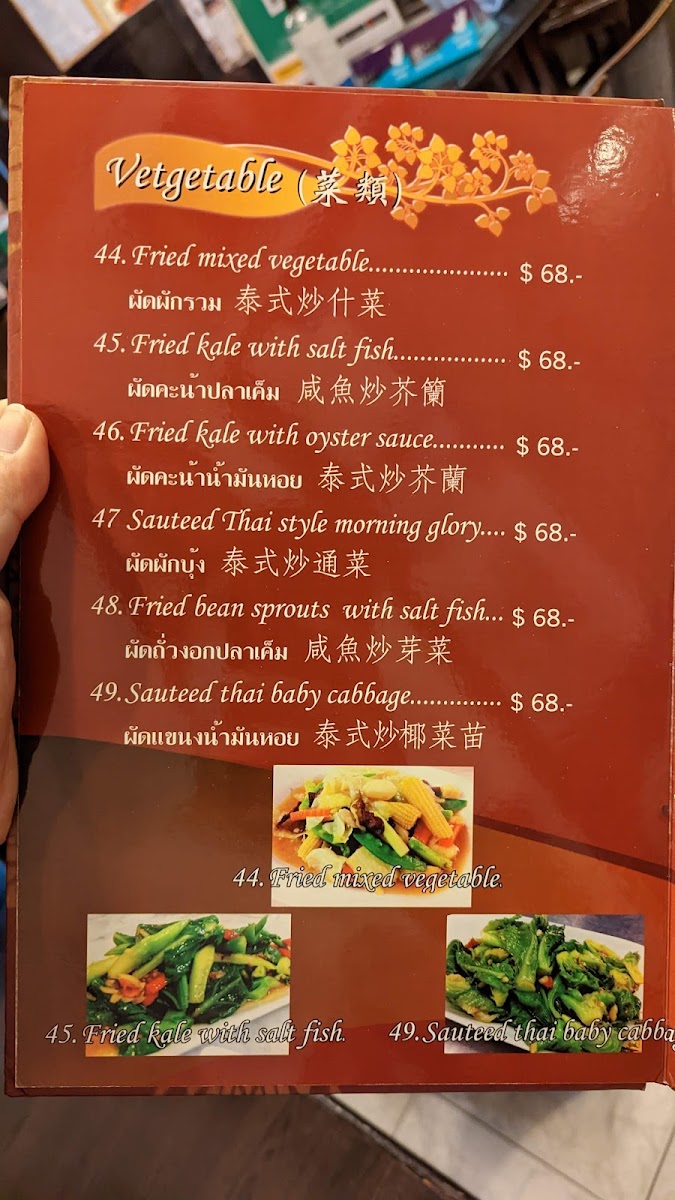 Vetgetable (菜類)
44. Fried mixed vegetable...................... $ 68.-
ผัดผักรวม 泰式炒什菜
45. Fried kale with salt fish.................. $ 68.-
ผัดคะน้าปลาเค็ม 咸魚炒芥籣
46. Fried kale with oyster sauce........... $ 68.-
ผัดคะน้าน้ำมันหอย 泰式炒芥蘭
47 Sauteed Thai style morning glory.... $ 68.-
ผัดผักบุ้ง 泰式炒通菜
48. Fried bean sprouts with salt fish... $ 68.-
ผัดถั่วงอกปลาเค็ม 咸魚炒芽菜
49. Sauteed thai baby cabbage.............. $ 68.-
ผัดแขนงน้ำมันหอย 泰式炒椰菜苗
44. Fried mixed vegetable.
45. Fried kale with salt fish.
49. Sauteed thai baby cabbag